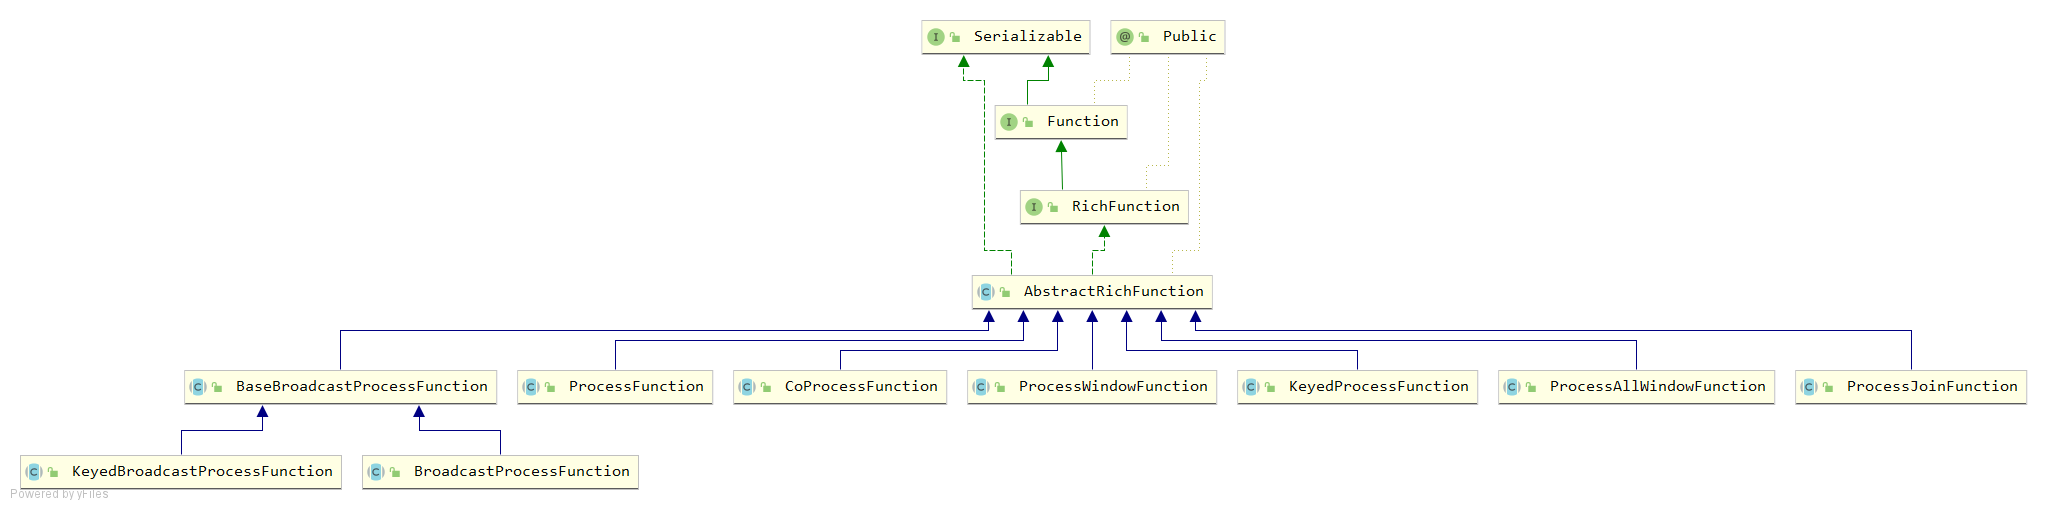 Serializable
Public
Function
RichFunction
AbstractRichFunction
BaseBroadcastProcessFunction
ProcessFunction
CoProcessFunction
ProcessWindowFunction
KeyedProcessFunction
ProcessAllWindowFunction
ProcessJoinFunction
KeyedBroadcastProcessFunction
BroadcastProcessFunction
Powered by yFiles